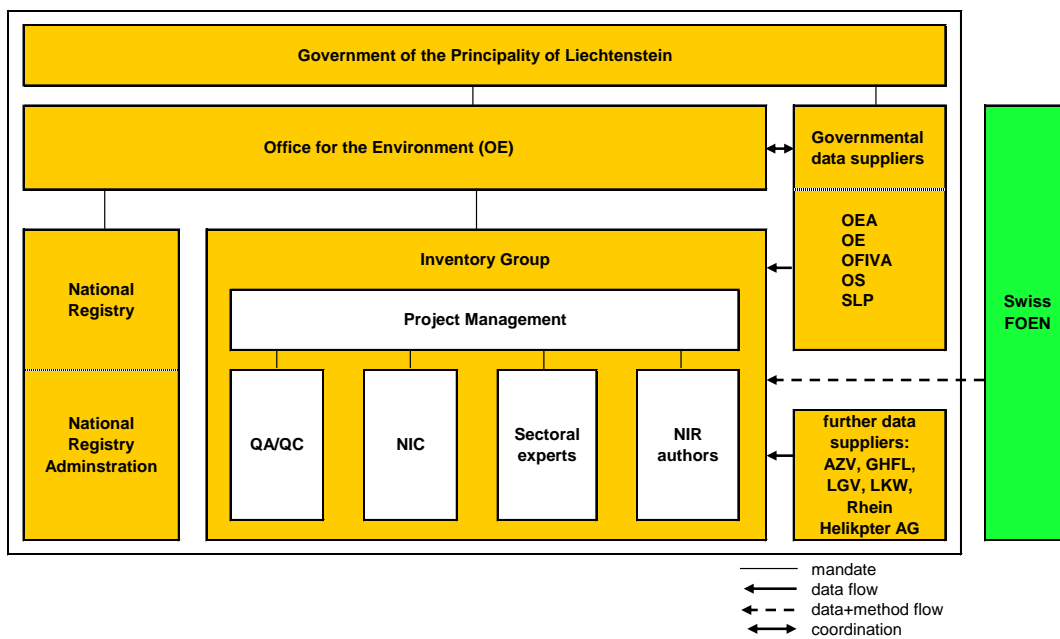 Government of the Principality of Liechtenstein
Office for the Environment (OE)
Governmental
data suppliers
OEA
OE
OFIVA
OS
SLP
Swiss
FOEN
National
Registry
National
Registry
Adminstration
Inventory Group
Project Management
QA/QC
NIC
Sectoral
experts
NIR
authors
further data
suppliers:
AZV, GHFL,
LGV, LKW,
Rhein
Helikpter AG
mandate
data flow
data+method flow
coordination